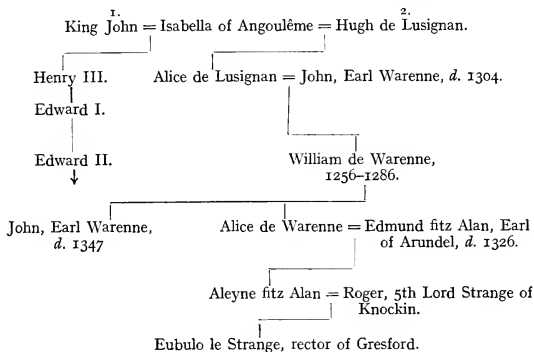 1. 2.
King John = Isabella of Angoulême = Hugh de Lusignan.
Henry III. Alice de Lusignan = John, Earl Warenne, d. 1304.
Edward I.
Edward II. William de Warenne,
1256–1286.
John, Earl Warenne, Alice de Warenne = Edmund fitz Alan, Earl
d. 1347 of Arundel, d. 1326.
Aleyne fitz Alan = Roger, 5th Lord Strange of
Knockin.
Eubulo le Strange, rector of Gresford.